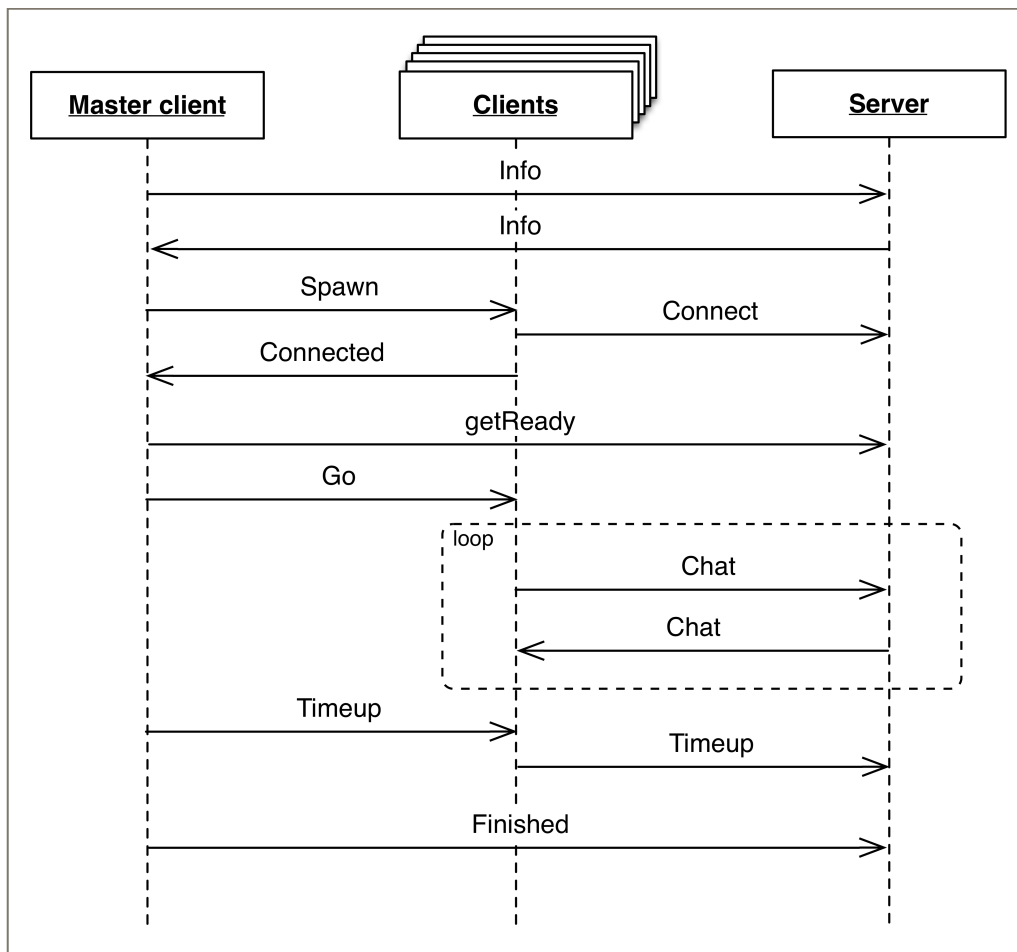 Master client
Clients
Server
Info
Info
Spawn
Connect
Connected
getReady
Go
loop
Chat
Chat
Timeup
Timeup
Finished